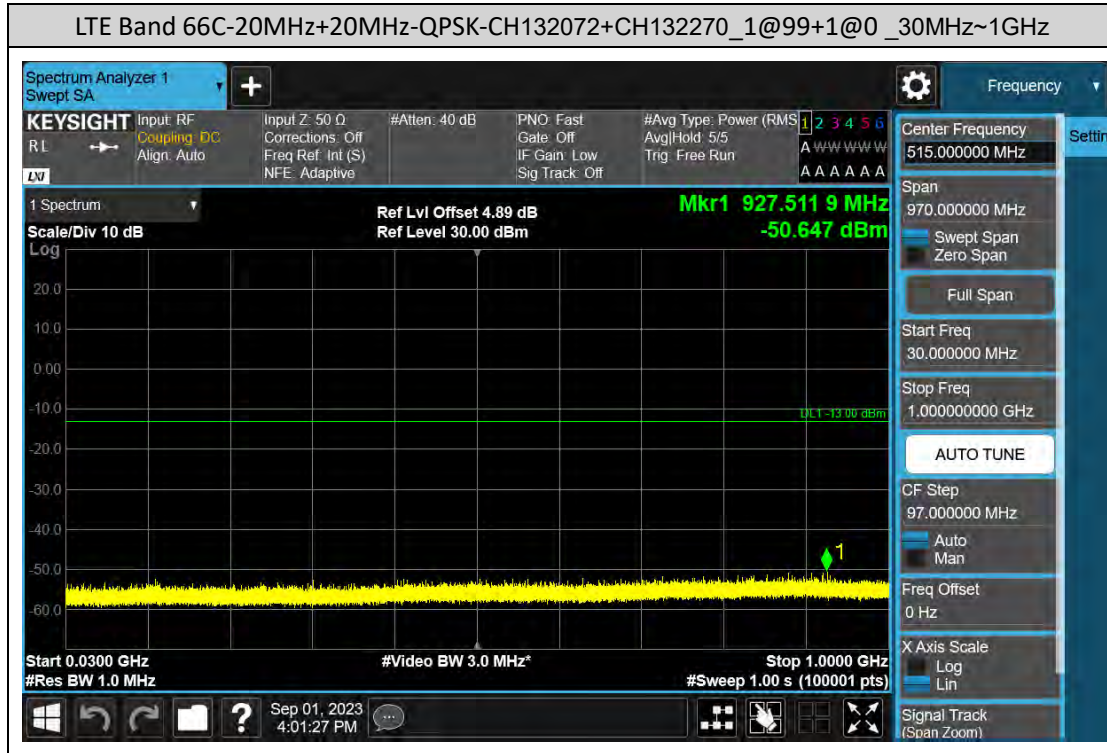 LTE Band 66C-20MHz+20MHz-QPSK-CH132072+CH132270_1@99+1@0 _30MHz~1GHz
Spectrum Analyzer 1
Swept SA
+
Frequency
KEYSIGHT
RL
LXI
Input: RF
Coupling: DC
Align: Auto
Input Z: 50 Ω
Corrections: Off
Freq Ref: Int (S)
NFE: Adaptive
#Atten: 40 dB
PNO: Fast
Gate: Off
IF Gain: Low
Sig Track: Off
#Avg Type: Power (RMS
Avg|Hold: 5/5
Trig: Free Run
1 2 3 4 5 6
A W W W W W
A A A A A A
Center Frequency
515.000000 MHz
Settin
Span
970.000000 MHz
Swept Span
Zero Span
Full Span
Start Freq
30.000000 MHz
Stop Freq
1.000000000 GHz
AUTO TUNE
CF Step
97.000000 MHz
Auto
Man
Freq Offset
0 Hz
X Axis Scale
Log
Lin
Signal Track
(Span Zoom)
1 Spectrum
Scale/Div 10 dB
Log
Ref Lvl Offset 4.89 dB
Ref Level 30.00 dBm
Mkr1 927.511 9 MHz
-50.647 dBm
20.0
10.0
0.00
-10.0
DL1 -13.00 dBm
-20.0
-30.0
-40.0
1
-50.0
-60.0
Start 0.0300 GHz
#Res BW 1.0 MHz
#Video BW 3.0 MHz*
Stop 1.0000 GHz
#Sweep 1.00 s (100001 pts)
?
Sep 01, 2023
4:01:27 PM